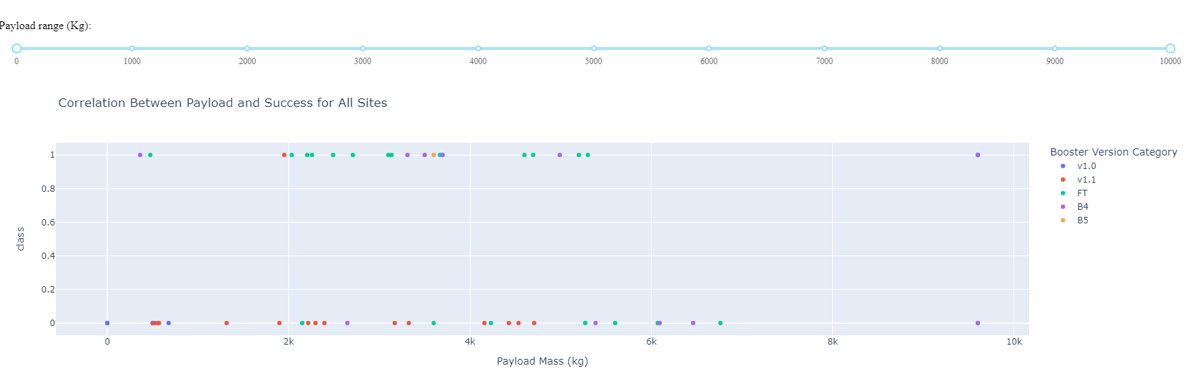 Payload range (Kg):
0 1000 2000 3000 4000 5000 6000 7000 8000 9000 10000
Correlation Between Payload and Success for All Sites
Booster Version Category
v1.0
v1.1
FT
B4
B5
class
1
0.8
0.6
0.4
0.2
0
0 2k 4k 6k 8k 10k
Payload Mass (kg)